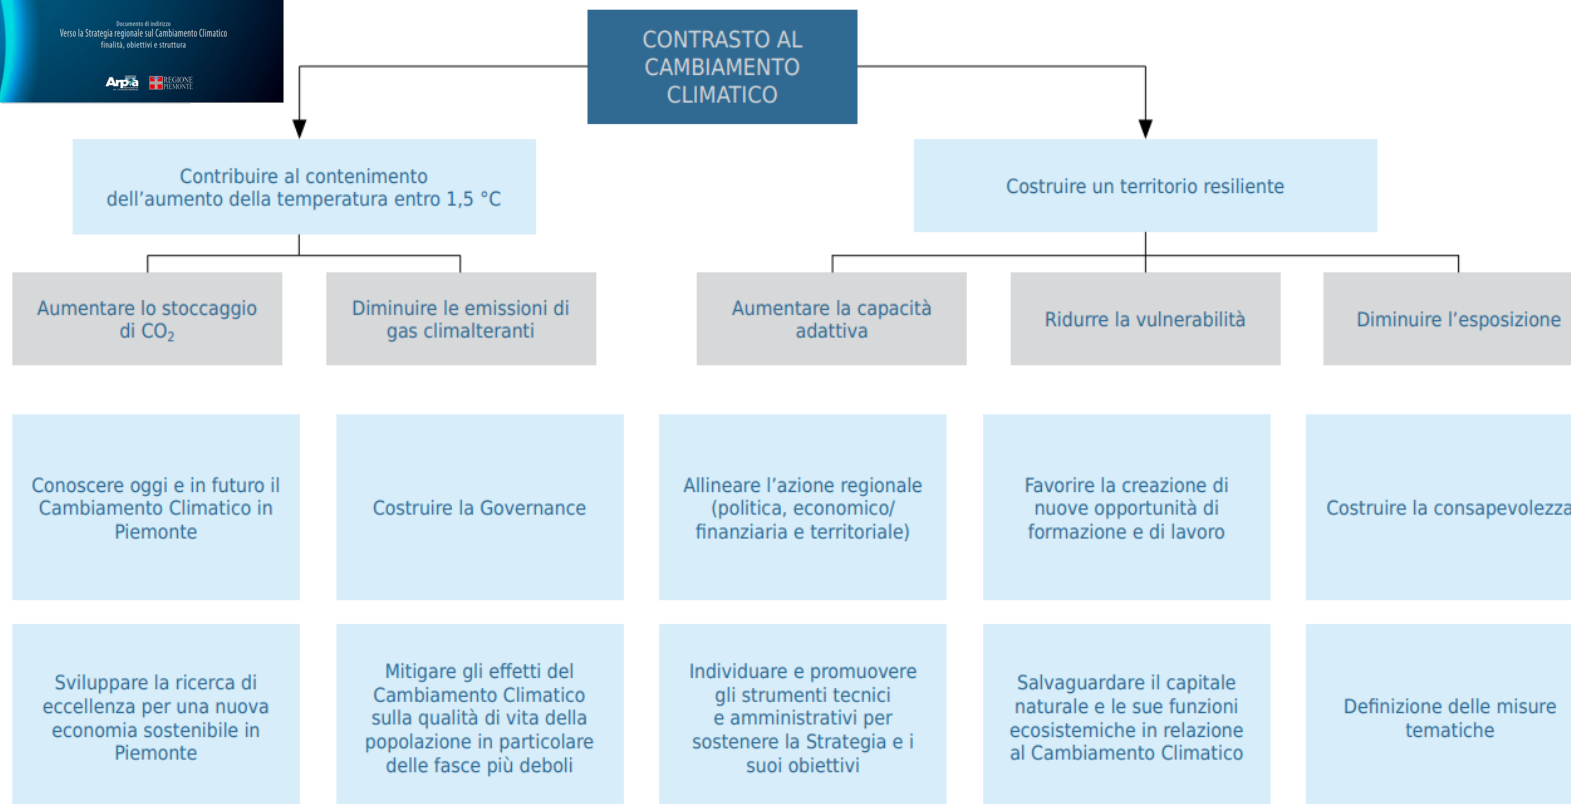 Documento di indirizzo
Verso la Strategia regionale sul Cambiamento Climatico
finalità, obiettivi e struttura
Arpa
REGIONE
PIEMONTE
CONTRASTO AL
CAMBIAMENTO
CLIMATICO
Contribuire al contenimento
dell’aumento della temperatura entro 1,5 °C
Costruire un territorio resiliente
Aumentare lo stoccaggio
di CO₂
Diminuire le emissioni di
gas climalteranti
Aumentare la capacità
adattiva
Ridurre la vulnerabilità
Diminuire l’esposizione
Conoscere oggi e in futuro il
Cambiamento Climatico in
Piemonte
Costruire la Governance
Allineare l’azione regionale
(politica, economico/
finanziaria e territoriale)
Favorire la creazione di
nuove opportunità di
formazione e di lavoro
Costruire la consapevolezza
Sviluppare la ricerca di
eccellenza per una nuova
economia sostenibile in
Piemonte
Mitigare gli effetti del
Cambiamento Climatico
sulla qualità di vita della
popolazione in particolare
delle fasce più deboli
Individuare e promuovere
gli strumenti tecnici
e amministrativi per
sostenere la Strategia e i
suoi obiettivi
Salvaguardare il capitale
naturale e le sue funzioni
ecosistemiche in relazione
al Cambiamento Climatico
Definizione delle misure
tematiche